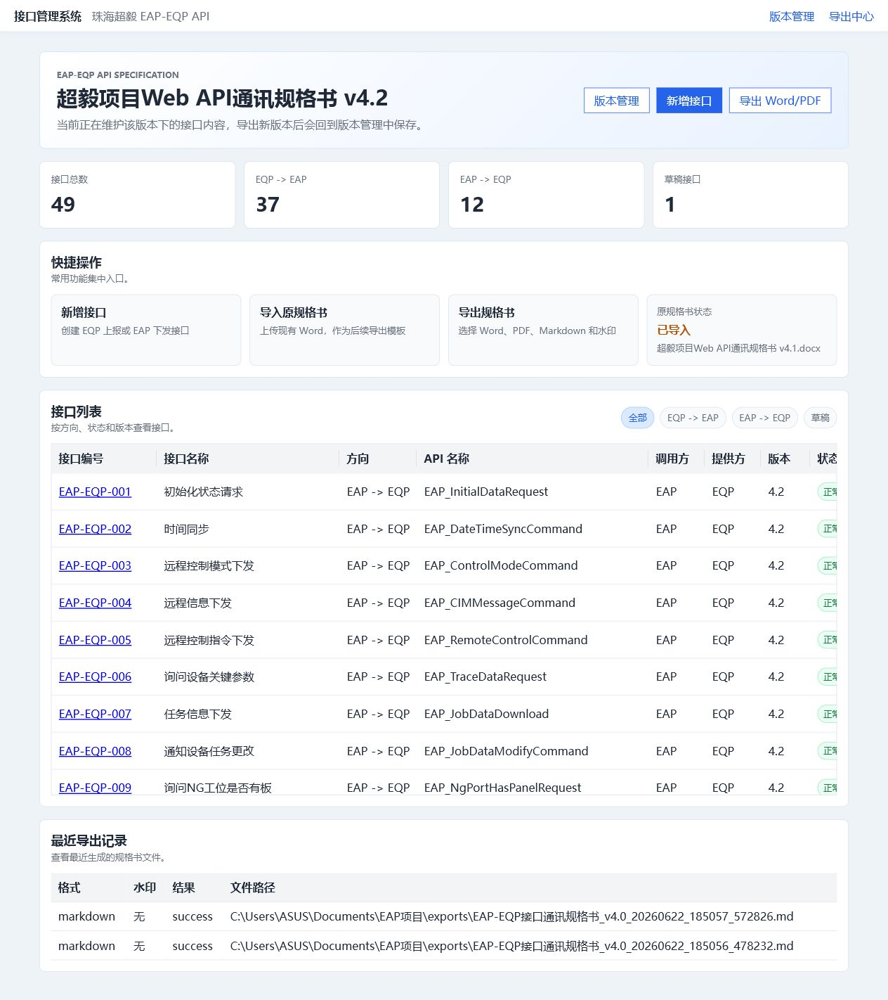 接口管理系统 珠海超毅 EAP-EQP API 版本管理 导出中心
EAP-EQP API SPECIFICATION
超毅项目Web API通讯规格书 v4.2
当前正在维护该版本下的接口内容，导出新版本后会回到版本管理中保存。
版本管理 新增接口 导出 Word/PDF
接口总数
49
EQP -> EAP
37
EAP -> EQP
12
草稿接口
1
快捷操作
常用功能集中入口。
新增接口
创建 EQP 上报或 EAP 下发接口
导入原规格书
上传现有 Word，作为后续导出模板
导出规格书
选择 Word、PDF、Markdown 和水印
原规格书状态
已导入
超毅项目Web API通讯规格书 v4.1.docx
接口列表
按方向、状态和版本查看接口。
全部 EQP -> EAP EAP -> EQP 草稿
接口编号 接口名称 方向 API 名称 调用方 提供方 版本 状态
EAP-EQP-001 初始化状态请求 EAP -> EQP EAP_InitialDataRequest EAP EQP 4.2 正常
EAP-EQP-002 时间同步 EAP -> EQP EAP_DateTimeSyncCommand EAP EQP 4.2 正常
EAP-EQP-003 远程控制模式下发 EAP -> EQP EAP_ControlModeCommand EAP EQP 4.2 正常
EAP-EQP-004 远程信息下发 EAP -> EQP EAP_CIMMessageCommand EAP EQP 4.2 正常
EAP-EQP-005 远程控制指令下发 EAP -> EQP EAP_RemoteControlCommand EAP EQP 4.2 正常
EAP-EQP-006 询问设备关键参数 EAP -> EQP EAP_TraceDataRequest EAP EQP 4.2 正常
EAP-EQP-007 任务信息下发 EAP -> EQP EAP_JobDataDownload EAP EQP 4.2 正常
EAP-EQP-008 通知设备任务更改 EAP -> EQP EAP_JobDataModifyCommand EAP EQP 4.2 正常
EAP-EQP-009 询问NG工位是否有板 EAP -> EQP EAP_NgPortHasPanelRequest EAP EQP 4.2 正常
最近导出记录
查看最近生成的规格书文件。
格式 水印 结果 文件路径
markdown 无 success C:\Users\ASUS\Documents\EAP项目\exports\EAP-EQP接口通讯规格书_v4.0_20260622_185057_572826.md
markdown 无 success C:\Users\ASUS\Documents\EAP项目\exports\EAP-EQP接口通讯规格书_v4.0_20260622_185056_478232.md